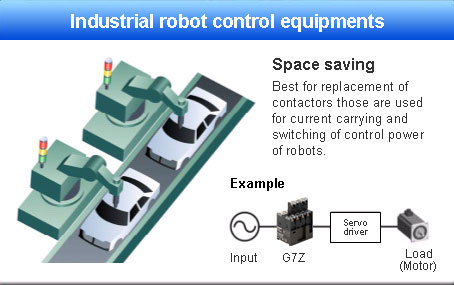 Industrial robot control equipments
Space saving
Best for replacement of
contactors those are used
for current carrying and
switching of control power
of robots.
Example
Servo
driver
Input
G7Z
Load
(Motor)